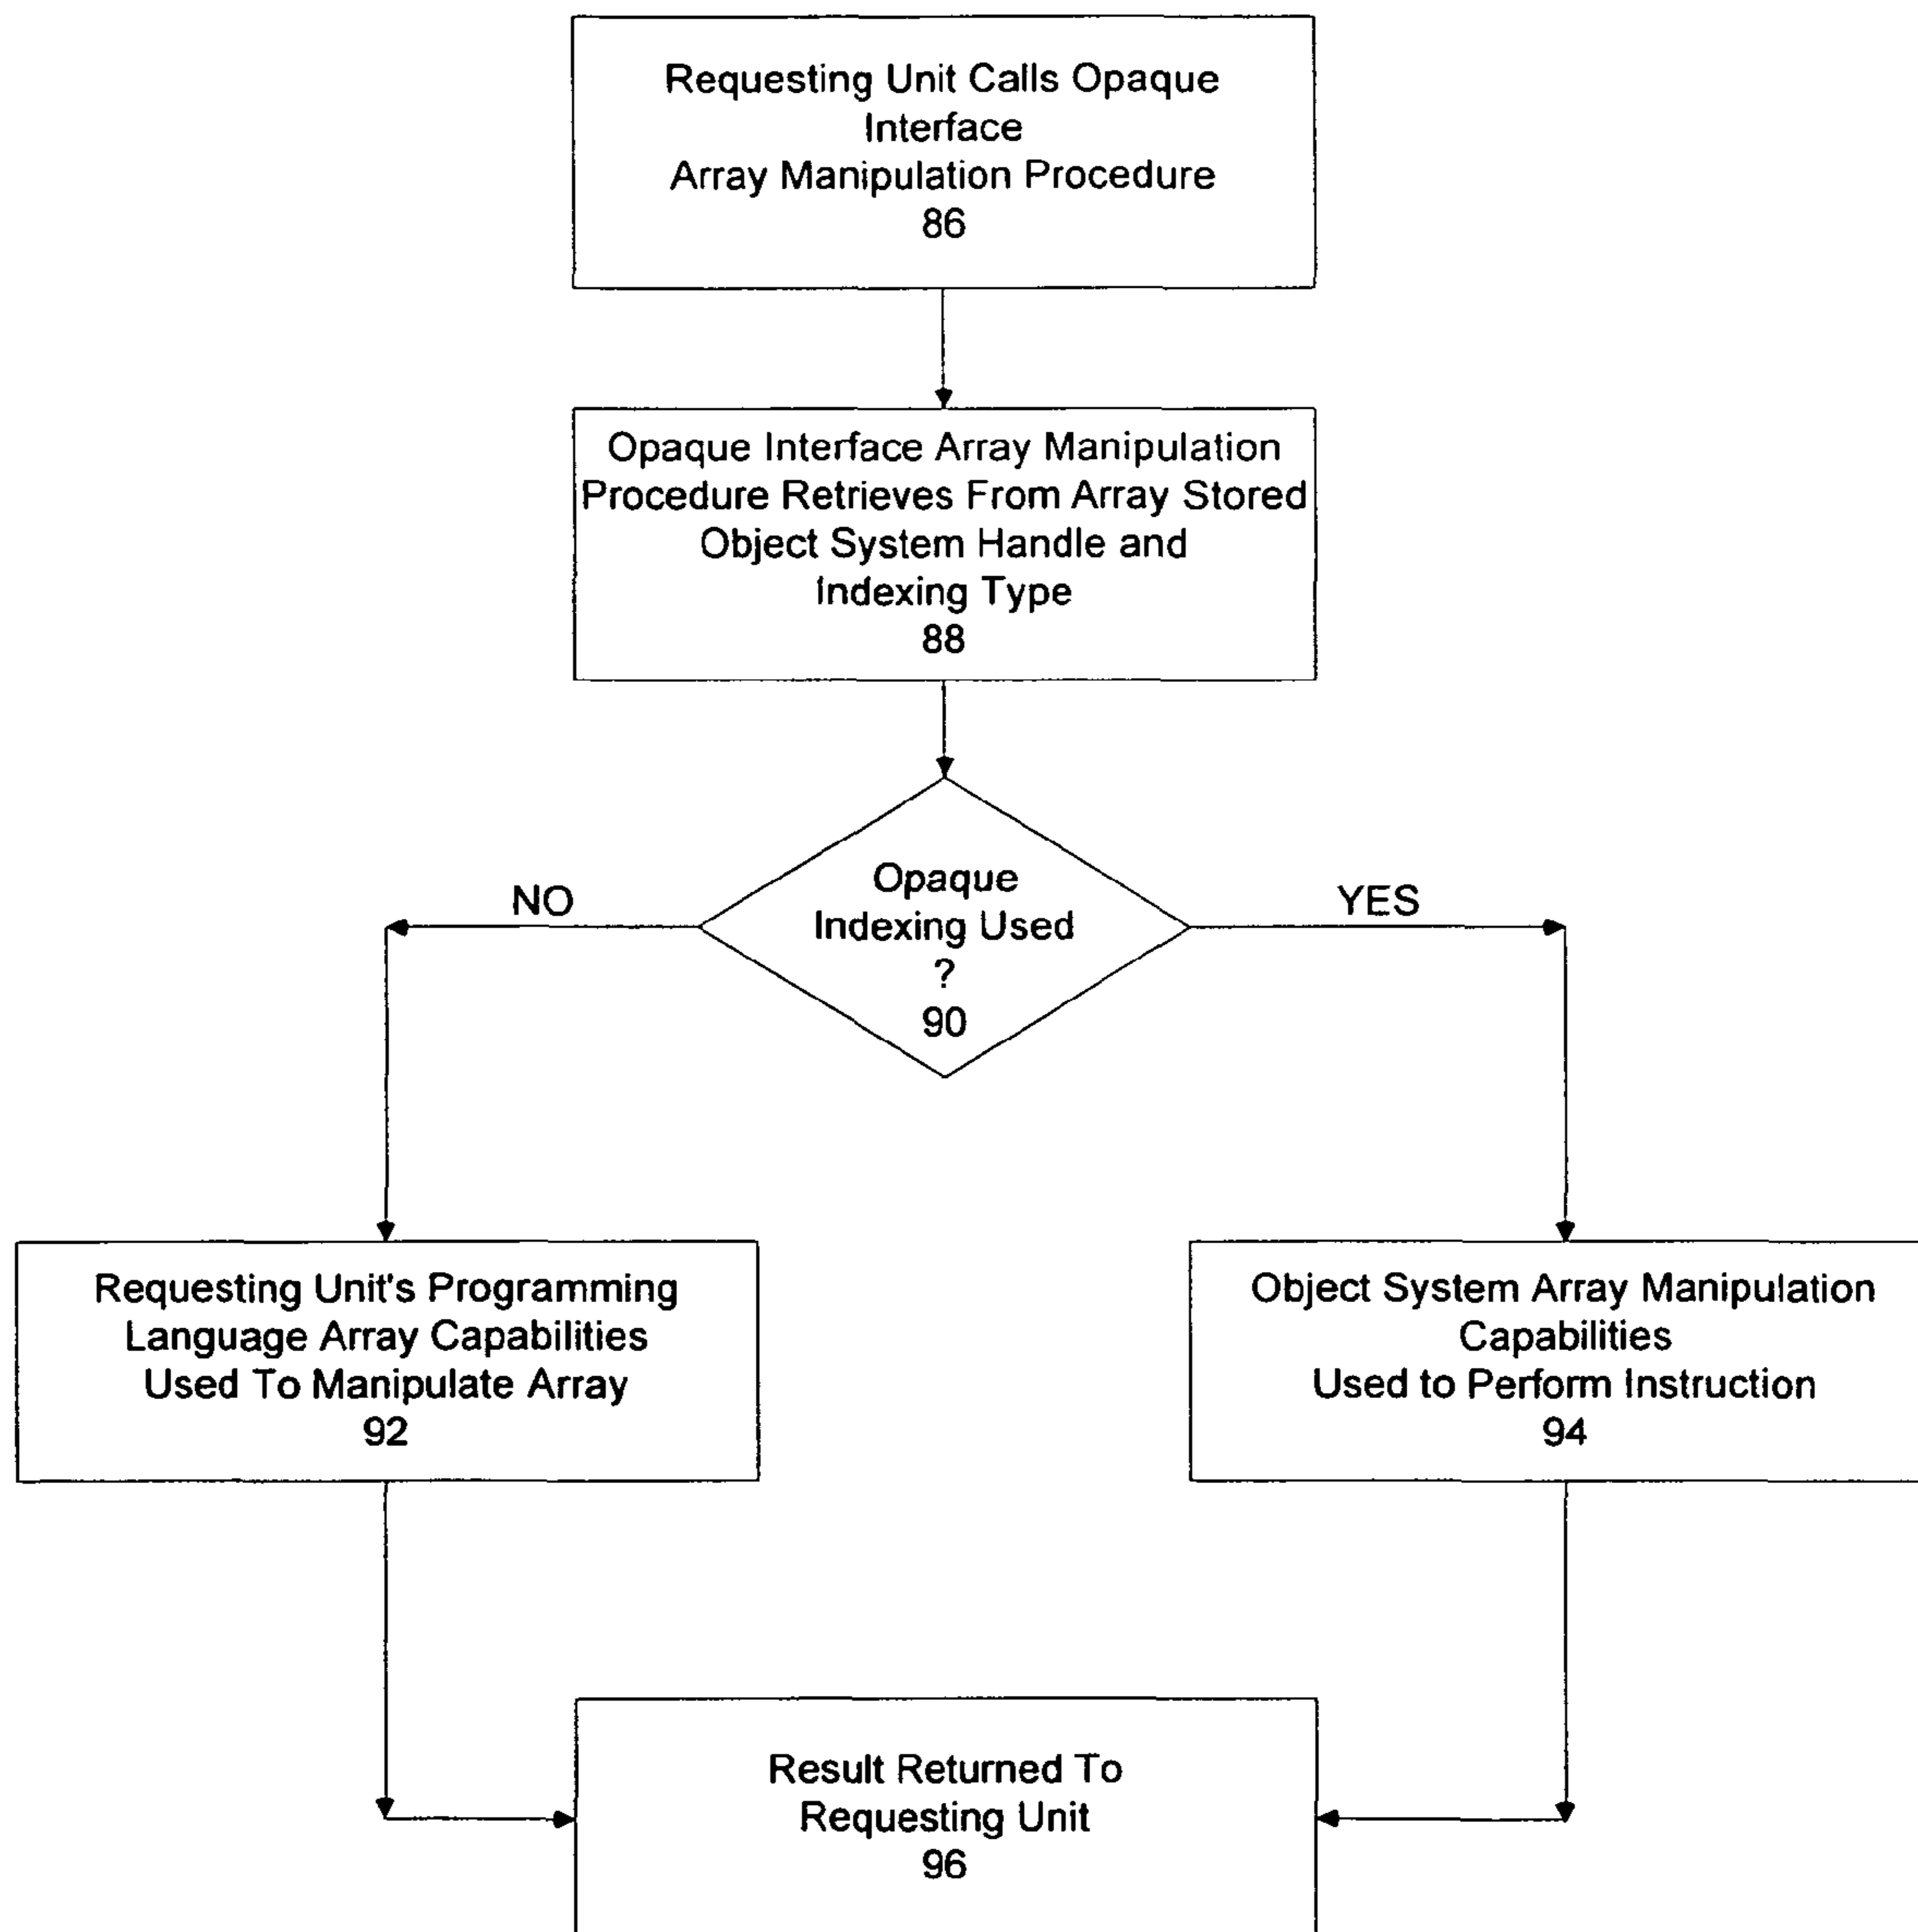 Requesting Unit Calls Opaque
Interface
Array Manipulation Procedure
86
Opaque Interface Array Manipulation
Procedure Retrieves From Array Stored
Object System Handle and
Indexing Type
88
Opaque
Indexing Used
?
90
NO
YES
Requesting Unit's Programming
Language Array Capabilities
Used To Manipulate Array
92
Object System Array Manipulation
Capabilities
Used to Perform Instruction
94
Result Returned To
Requesting Unit
96